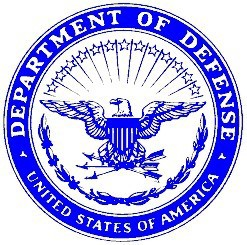 DEPARTMENT OF DEFENSE
UNITED STATES OF AMERICA